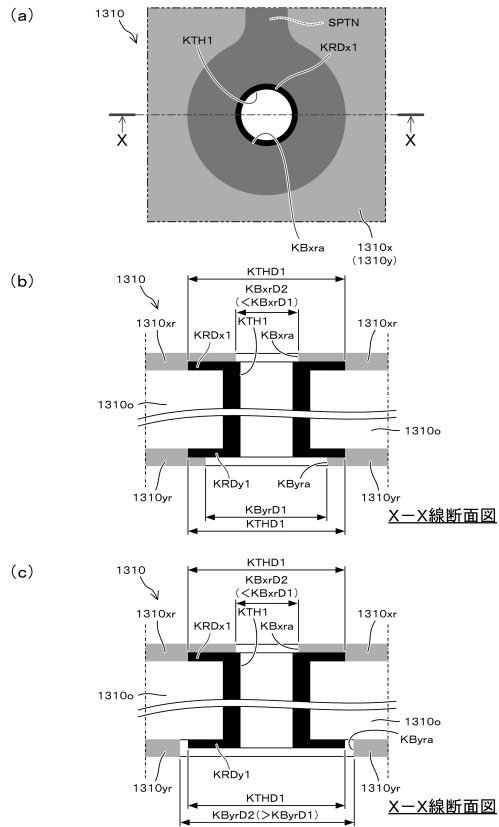 (a)
1310
SPTN
KTH1
KRDx1
X
X
KBxra
1310x
(1310y)
(b)
1310
KTHD1
KBxrD2
(<KBxrD1)
1310xr
KRDx1
KTH1
KBxra
1310xr
1310o
1310o
KRDy1
KByra
1310yr
1310yr
KByrD1
KTHD1
X－X線断面図
(c)
1310
KTHD1
KBxrD2
(<KBxrD1)
1310xr
KRDx1
KTH1
KBxra
1310xr
1310o
1310o
KByra
KRDy1
1310yr
1310yr
KTHD1
KByrD2(>KByrD1)
X－X線断面図